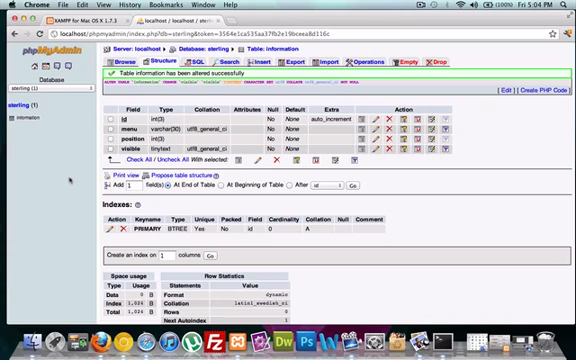 Chrome File Edit View History Bookmarks Window Help Fri 5:04 PM
XAMPP for Mac OS X 1.7.3 localhost / localhost / sterli
localhost/phpmyadmin/index.php?db=sterling&token=3564e1ca535aa37fb2e19bceea8d116c
phpMyAdmin
Database
sterling (1)
sterling (1)
information
Server: localhost Database: sterling Table: information
Browse Structure SQL Search Insert Export Import Operations Empty Drop
Table information has been altered successfully
[ Edit ] [ Create PHP Code ]
Field Type Collation Attributes Null Default Extra Action
id int(3) No None auto_increment
menu varchar(30) utf8_general_ci No None
position int(3) No None
visible tinytext utf8_general_ci No None
Check All / Uncheck All With selected:
Print view Propose table structure
Add 1 field(s) At End of Table At Beginning of Table After id Go
Indexes:
Action Keyname Type Unique Packed Field Cardinality Collation Null Comment
PRIMARY BTREE Yes No id 0 A
Create an index on 1 columns Go
Space usage
Type Usage
Data 0 B
Index 1,024 B
Total 1,024 B
Row Statistics
Statements Value
Format dynamic
Collation latin1_swedish_ci
Rows 0
Next Autoindex 1